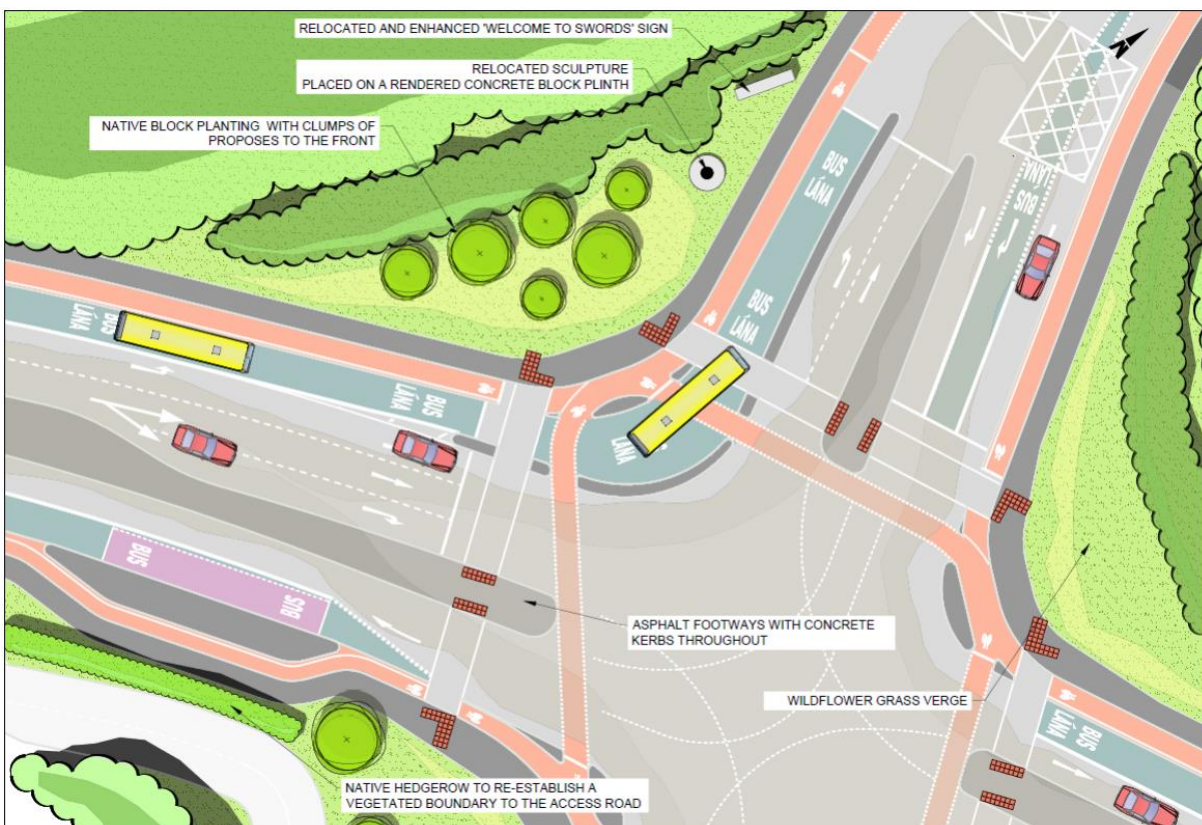 RELOCATED AND ENHANCED 'WELCOME TO SWORDS' SIGN
RELOCATED SCULPTURE
PLACED ON A RENDERED CONCRETE BLOCK PLINTH
NATIVE BLOCK PLANTING WITH CLUMPS OF
PROPOSES TO THE FRONT
N
BUS
LÁNA
BUS
LÁNA
BUS
LÁNA
BUS
LÁNA
BUS
LÁNA
LÁNA
BUS
BUS
ASPHALT FOOTWAYS WITH CONCRETE
KERBS THROUGHOUT
WILDFLOWER GRASS VERGE
BUS
LÁNA
NATIVE HEDGEROW TO RE-ESTABLISH A
VEGETATED BOUNDARY TO THE ACCESS ROAD